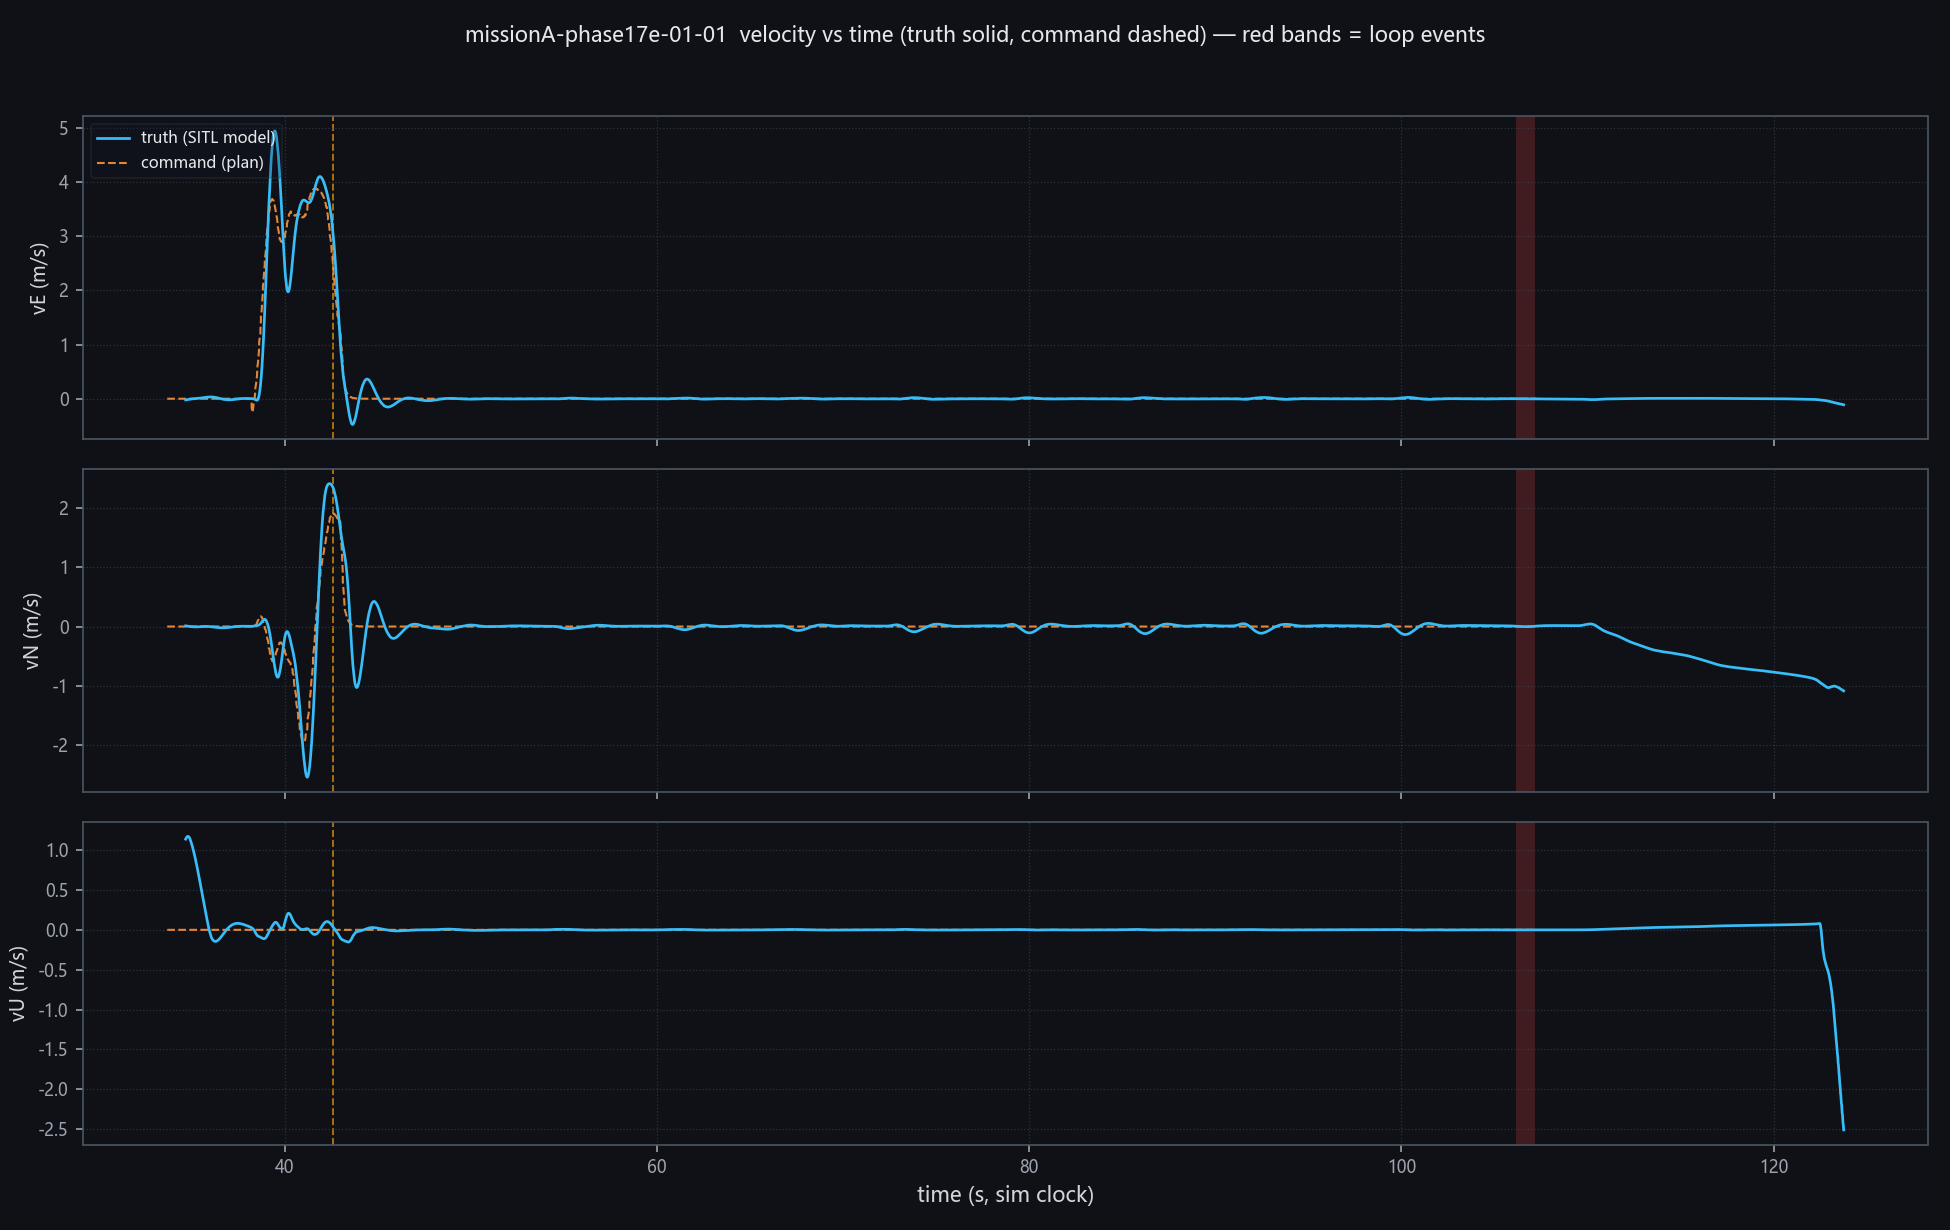 missionA-phase17e-01-01  velocity vs time (truth solid, command dashed) — red bands = loop events
truth (SITL model)
command (plan)
5
4
3
2
1
0
vE (m/s)
2
1
0
-1
-2
vN (m/s)
1.0
0.5
0.0
-0.5
-1.0
-1.5
-2.0
-2.5
vU (m/s)
40 60 80 100 120
time (s, sim clock)